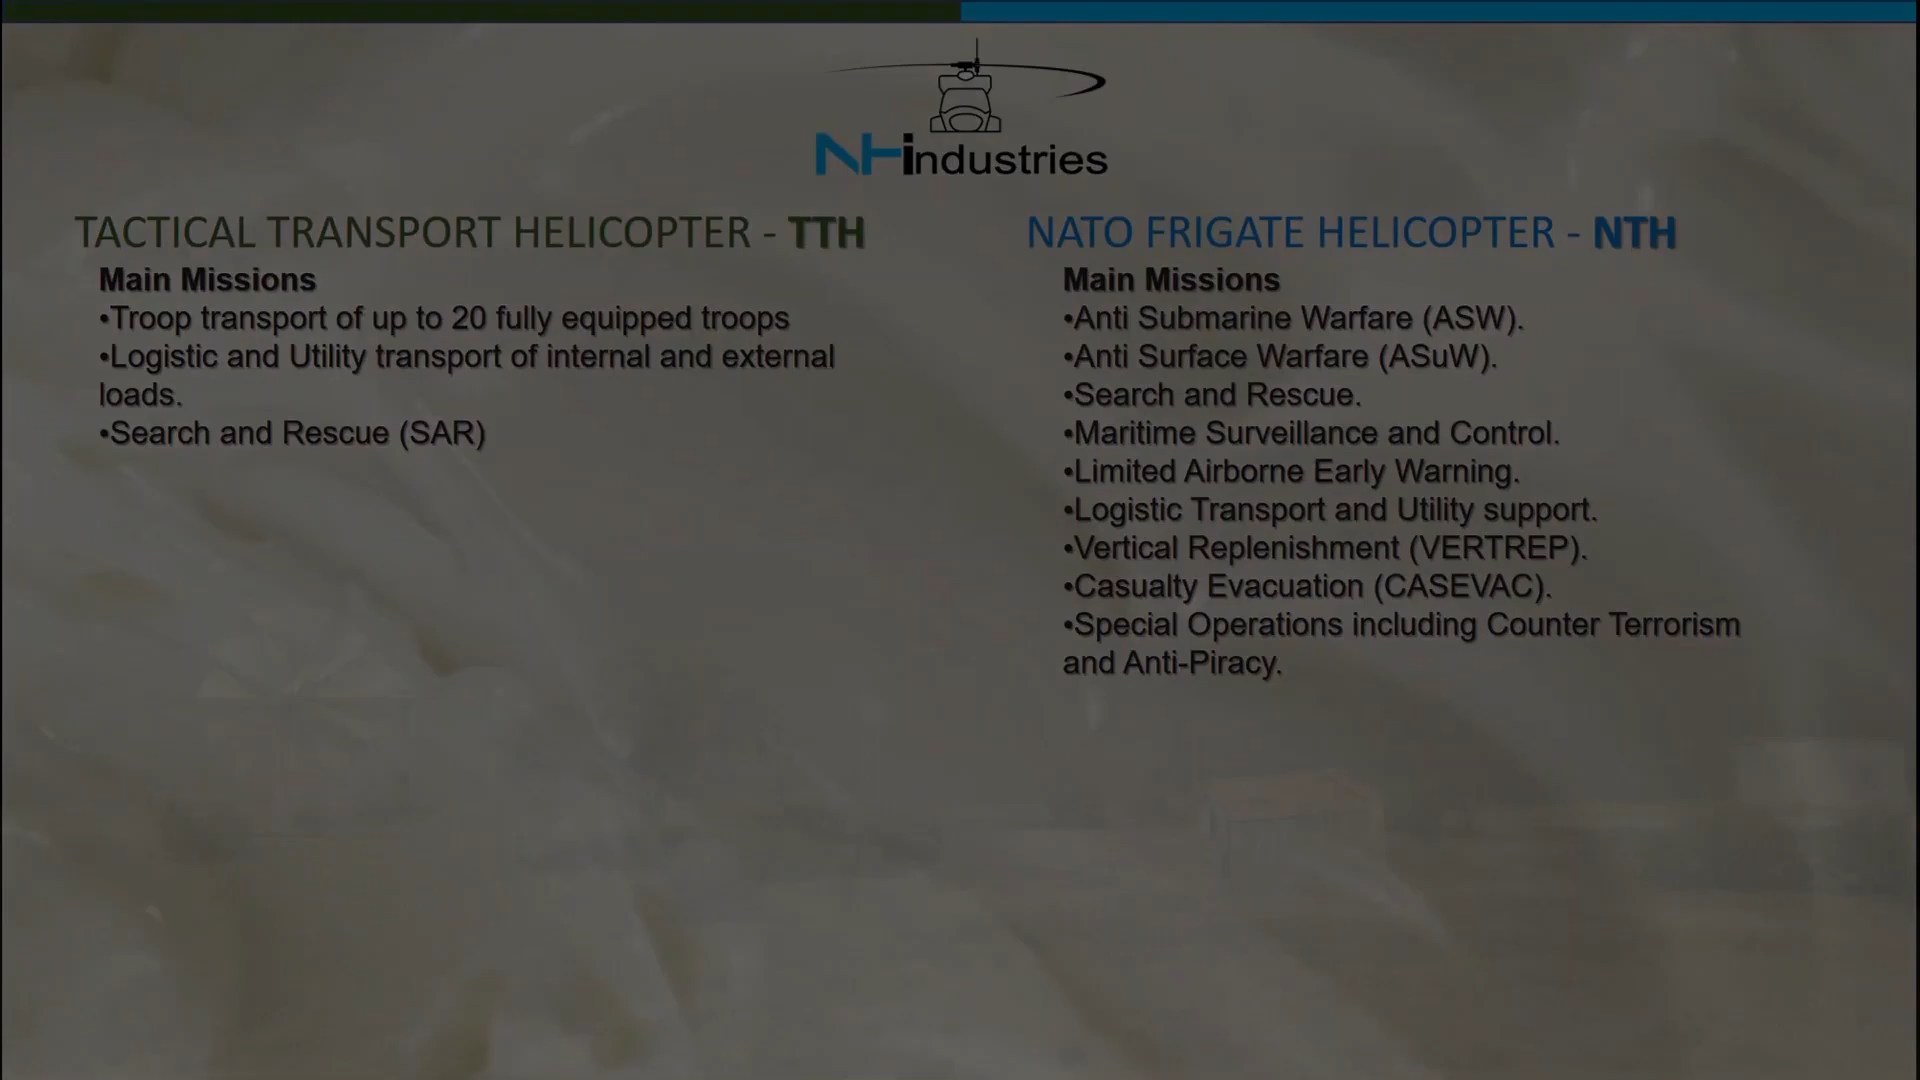 NHindustries
TACTICAL TRANSPORT HELICOPTER - TTH
Main Missions
•Troop transport of up to 20 fully equipped troops
•Logistic and Utility transport of internal and external
loads.
•Search and Rescue (SAR)
NATO FRIGATE HELICOPTER - NTH
Main Missions
•Anti Submarine Warfare (ASW).
•Anti Surface Warfare (ASuW).
•Search and Rescue.
•Maritime Surveillance and Control.
•Limited Airborne Early Warning.
•Logistic Transport and Utility support.
•Vertical Replenishment (VERTREP).
•Casualty Evacuation (CASEVAC).
•Special Operations including Counter Terrorism
and Anti-Piracy.